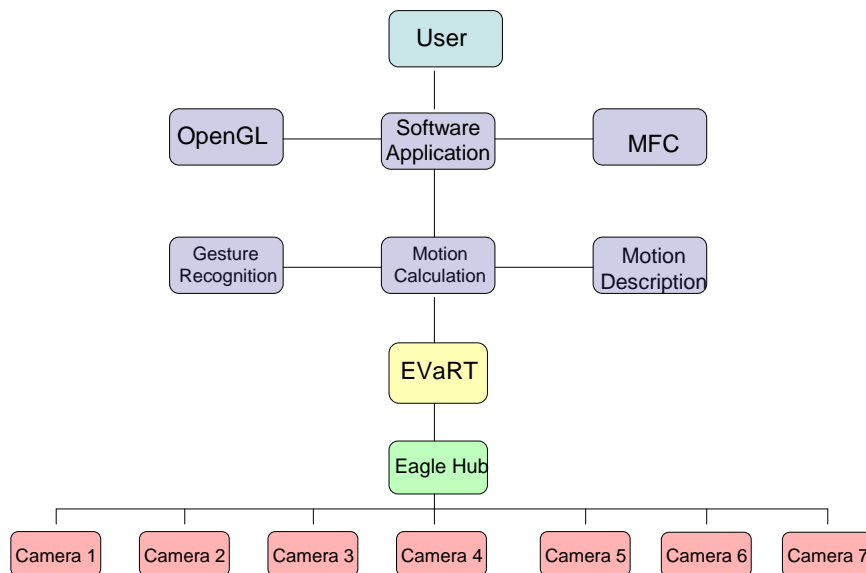 User
OpenGL
Software
Application
MFC
Gesture
Recognition
Motion
Calculation
Motion
Description
EVaRT
Eagle Hub
Camera 1
Camera 2
Camera 3
Camera 4
Camera 5
Camera 6
Camera 7